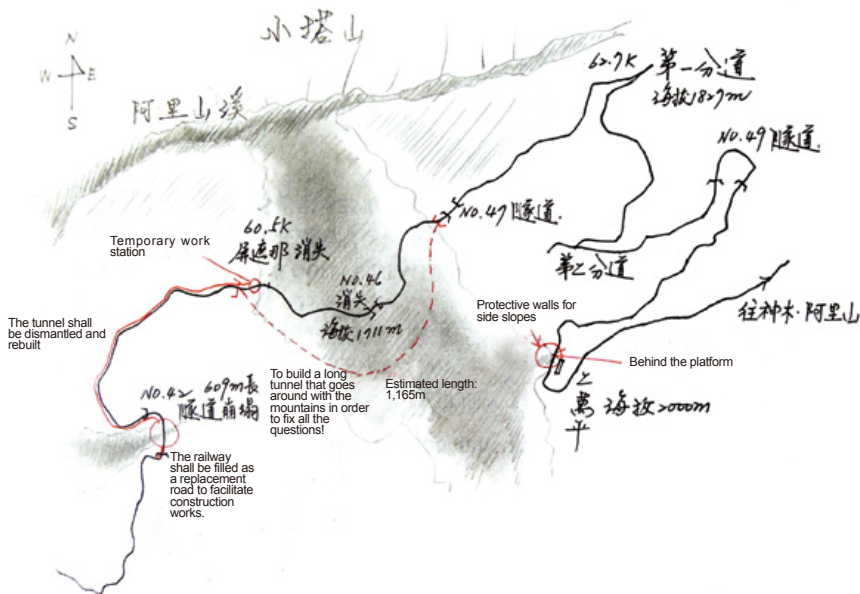 小塔山
N
W E
S
阿里山溪
62.7K 第一分道
海拔1827m
NO.49隧道
NO.47隧道.
60.5K
屏遮那 消失
Temporary work
station
NO.46
消失
海拔1711m
第二分道
往神木·阿里山
Protective walls for
side slopes
Behind the platform
The tunnel shall
be dismantled and
rebuilt
To build a long
tunnel that goes
around with the
mountains in order
to fix all the
questions!
Estimated length:
1,165m
NO.42 609m長
隧道崩塌
二萬平 海拔2000m
The railway
shall be filled as
a replacement
road to facilitate
construction
works.